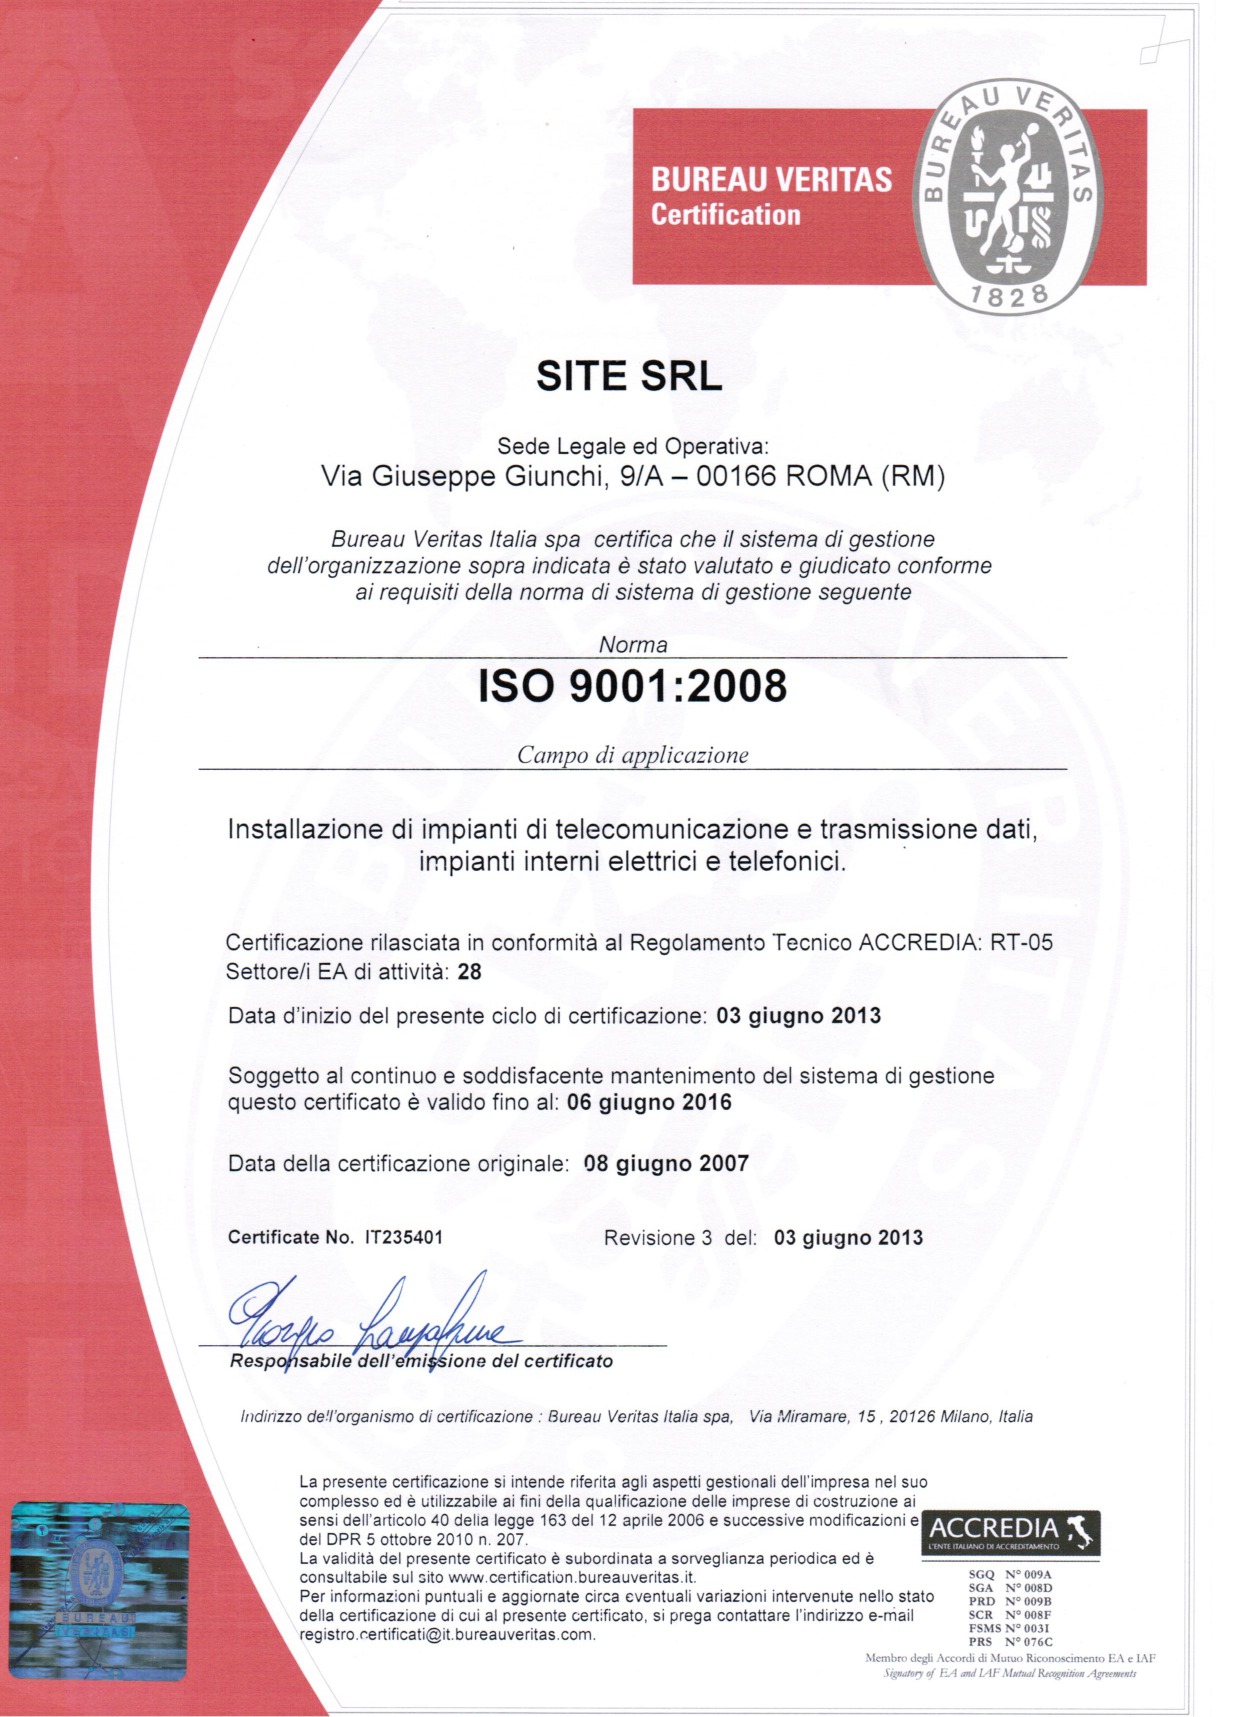 BUREAU VERITAS
Certification
BUREAU VERITAS
1828
SITE SRL
Sede Legale ed Operativa:
Via Giuseppe Giunchi, 9/A – 00166 ROMA (RM)
Bureau Veritas Italia spa certifica che il sistema di gestione
dell'organizzazione sopra indicata è stato valutato e giudicato conforme
ai requisiti della norma di sistema di gestione seguente
Norma
ISO 9001:2008
Campo di applicazione
Installazione di impianti di telecomunicazione e trasmissione dati,
impianti interni elettrici e telefonici.
Certificazione rilasciata in conformità al Regolamento Tecnico ACCREDIA: RT-05
Settore/i EA di attività: 28
Data d'inizio del presente ciclo di certificazione: 03 giugno 2013
Soggetto al continuo e soddisfacente mantenimento del sistema di gestione
questo certificato è valido fino al: 06 giugno 2016
Data della certificazione originale: 08 giugno 2007
Certificate No. IT235401 Revisione 3 del: 03 giugno 2013
Responsabile dell'emissione del certificato
Indirizzo dell'organismo di certificazione : Bureau Veritas Italia spa, Via Miramare, 15 , 20126 Milano, Italia
La presente certificazione si intende riferita agli aspetti gestionali dell'impresa nel suo
complesso ed è utilizzabile ai fini della qualificazione delle imprese di costruzione ai
sensi dell'articolo 40 della legge 163 del 12 aprile 2006 e successive modificazioni e
del DPR 5 ottobre 2010 n. 207.
La validità del presente certificato è subordinata a sorveglianza periodica ed è
consultabile sul sito www.certification.bureauveritas.it.
Per informazioni puntuali e aggiornate circa eventuali variazioni intervenute nello stato
della certificazione di cui al presente certificato, si prega contattare l'indirizzo e-mail
registro.certificati@it.bureauveritas.com.
ACCREDIA
L'ENTE ITALIANO DI ACCREDITAMENTO
SGQ N° 009A
SGA N° 008D
PRD N° 009B
SCR N° 008F
FSMS N° 003I
PRS N° 076C
Membro degli Accordi di Mutuo Riconoscimento EA e IAF
Signatory of EA and IAF Mutual Recognition Agreements
BUREAU
VERITAS